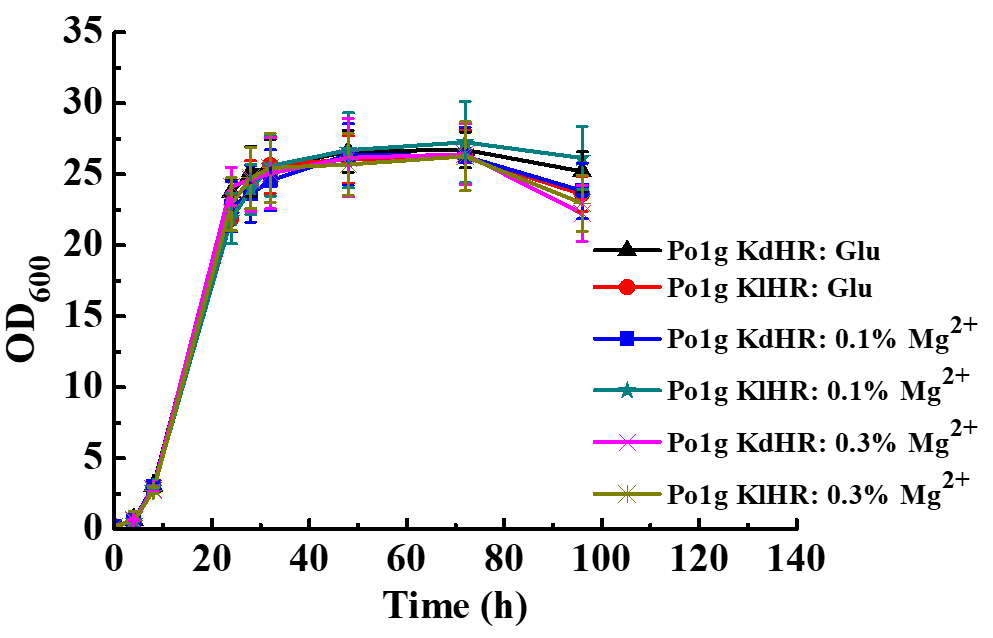 35
30
25
20
15
10
5
0
OD600
0 20 40 60 80 100 120 140
Time (h)
Po1g KdHR: Glu
Po1g KlHR: Glu
Po1g KdHR: 0.1% Mg2+
Po1g KlHR: 0.1% Mg2+
Po1g KdHR: 0.3% Mg2+
Po1g KlHR: 0.3% Mg2+